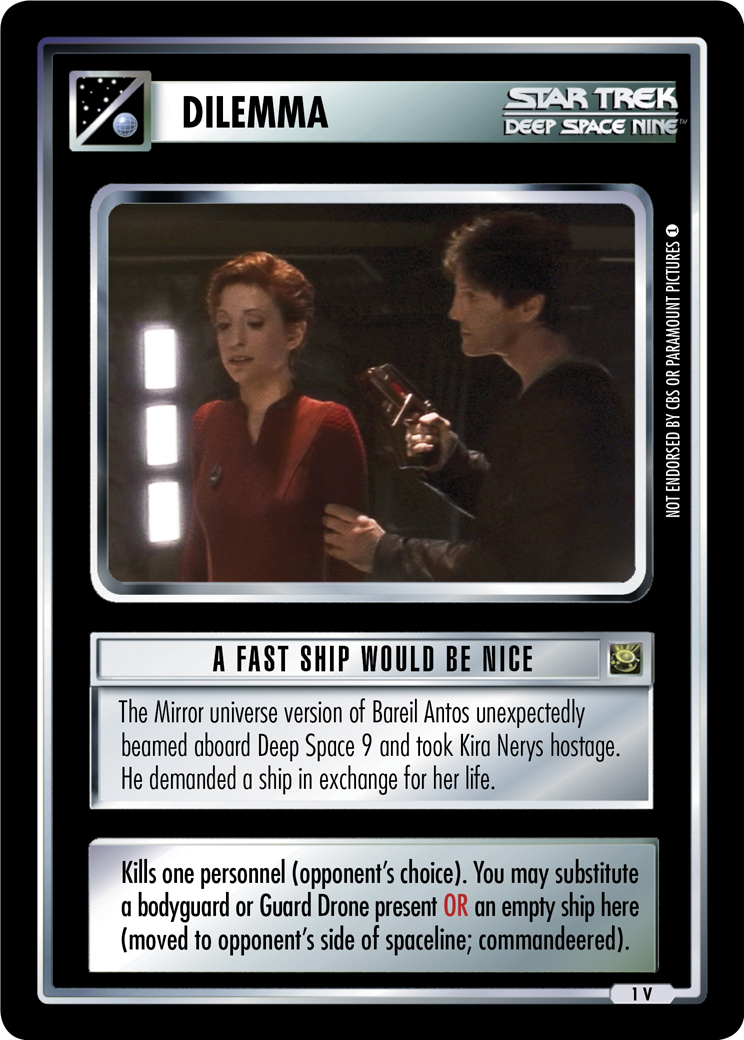 DILEMMA
STAR TREK
DEEP SPACE NINE™
NOT ENDORSED BY CBS OR PARAMOUNT PICTURES 1
A FAST SHIP WOULD BE NICE
The Mirror universe version of Bareil Antos unexpectedly
beamed aboard Deep Space 9 and took Kira Nerys hostage.
He demanded a ship in exchange for her life.
Kills one personnel (opponent's choice). You may substitute
a bodyguard or Guard Drone present OR an empty ship here
(moved to opponent's side of spaceline; commandeered).
1 V